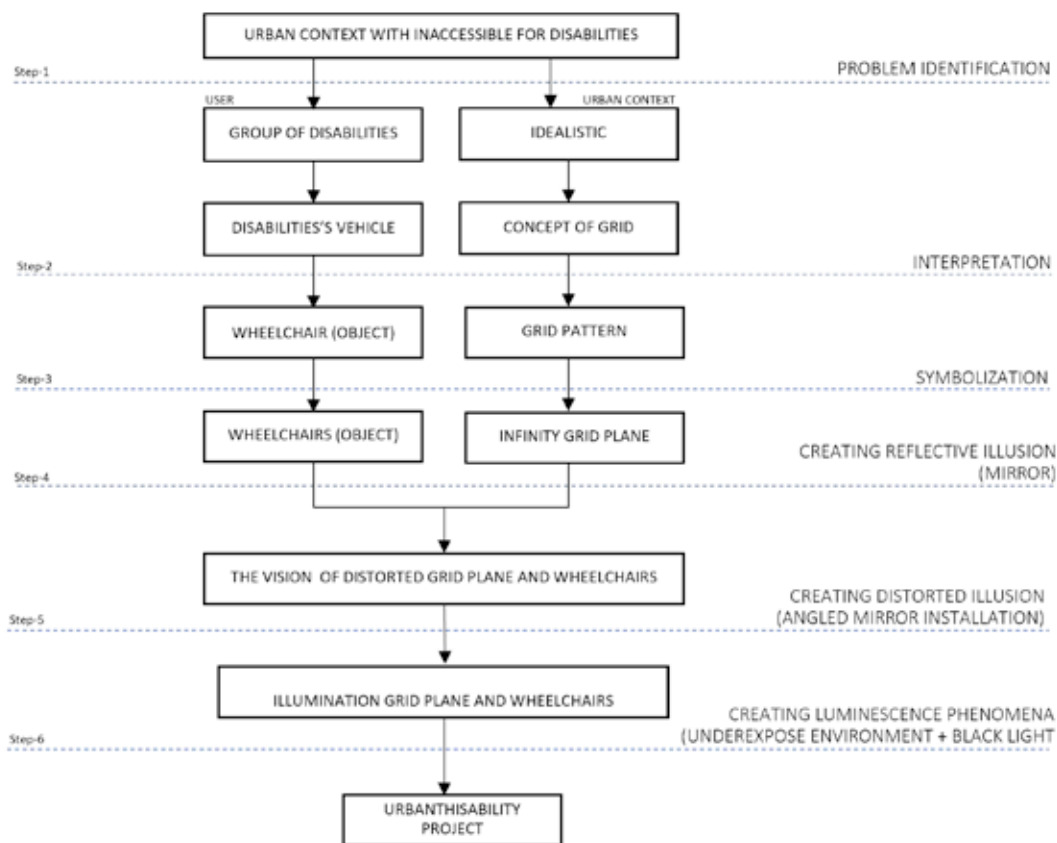 URBAN CONTEXT WITH INACCESSIBLE FOR DISABILITIES
Step-1
PROBLEM IDENTIFICATION
USER
URBAN CONTEXT
GROUP OF DISABILITIES
IDEALISTIC
DISABILITIES'S VEHICLE
CONCEPT OF GRID
Step-2
INTERPRETATION
WHEELCHAIR (OBJECT)
GRID PATTERN
Step-3
SYMBOLIZATION
WHEELCHAIRS (OBJECT)
INFINITY GRID PLANE
CREATING REFLECTIVE ILLUSION
(MIRROR)
Step-4
THE VISION OF DISTORTED GRID PLANE AND WHEELCHAIRS
CREATING DISTORTED ILLUSION
(ANGLED MIRROR INSTALLATION)
Step-5
ILLUMINATION GRID PLANE AND WHEELCHAIRS
CREATING LUMINESCENCE PHENOMENA
(UNDEREXPOSE ENVIRONMENT + BLACK LIGHT
Step-6
URBANTHISABILITY
PROJECT